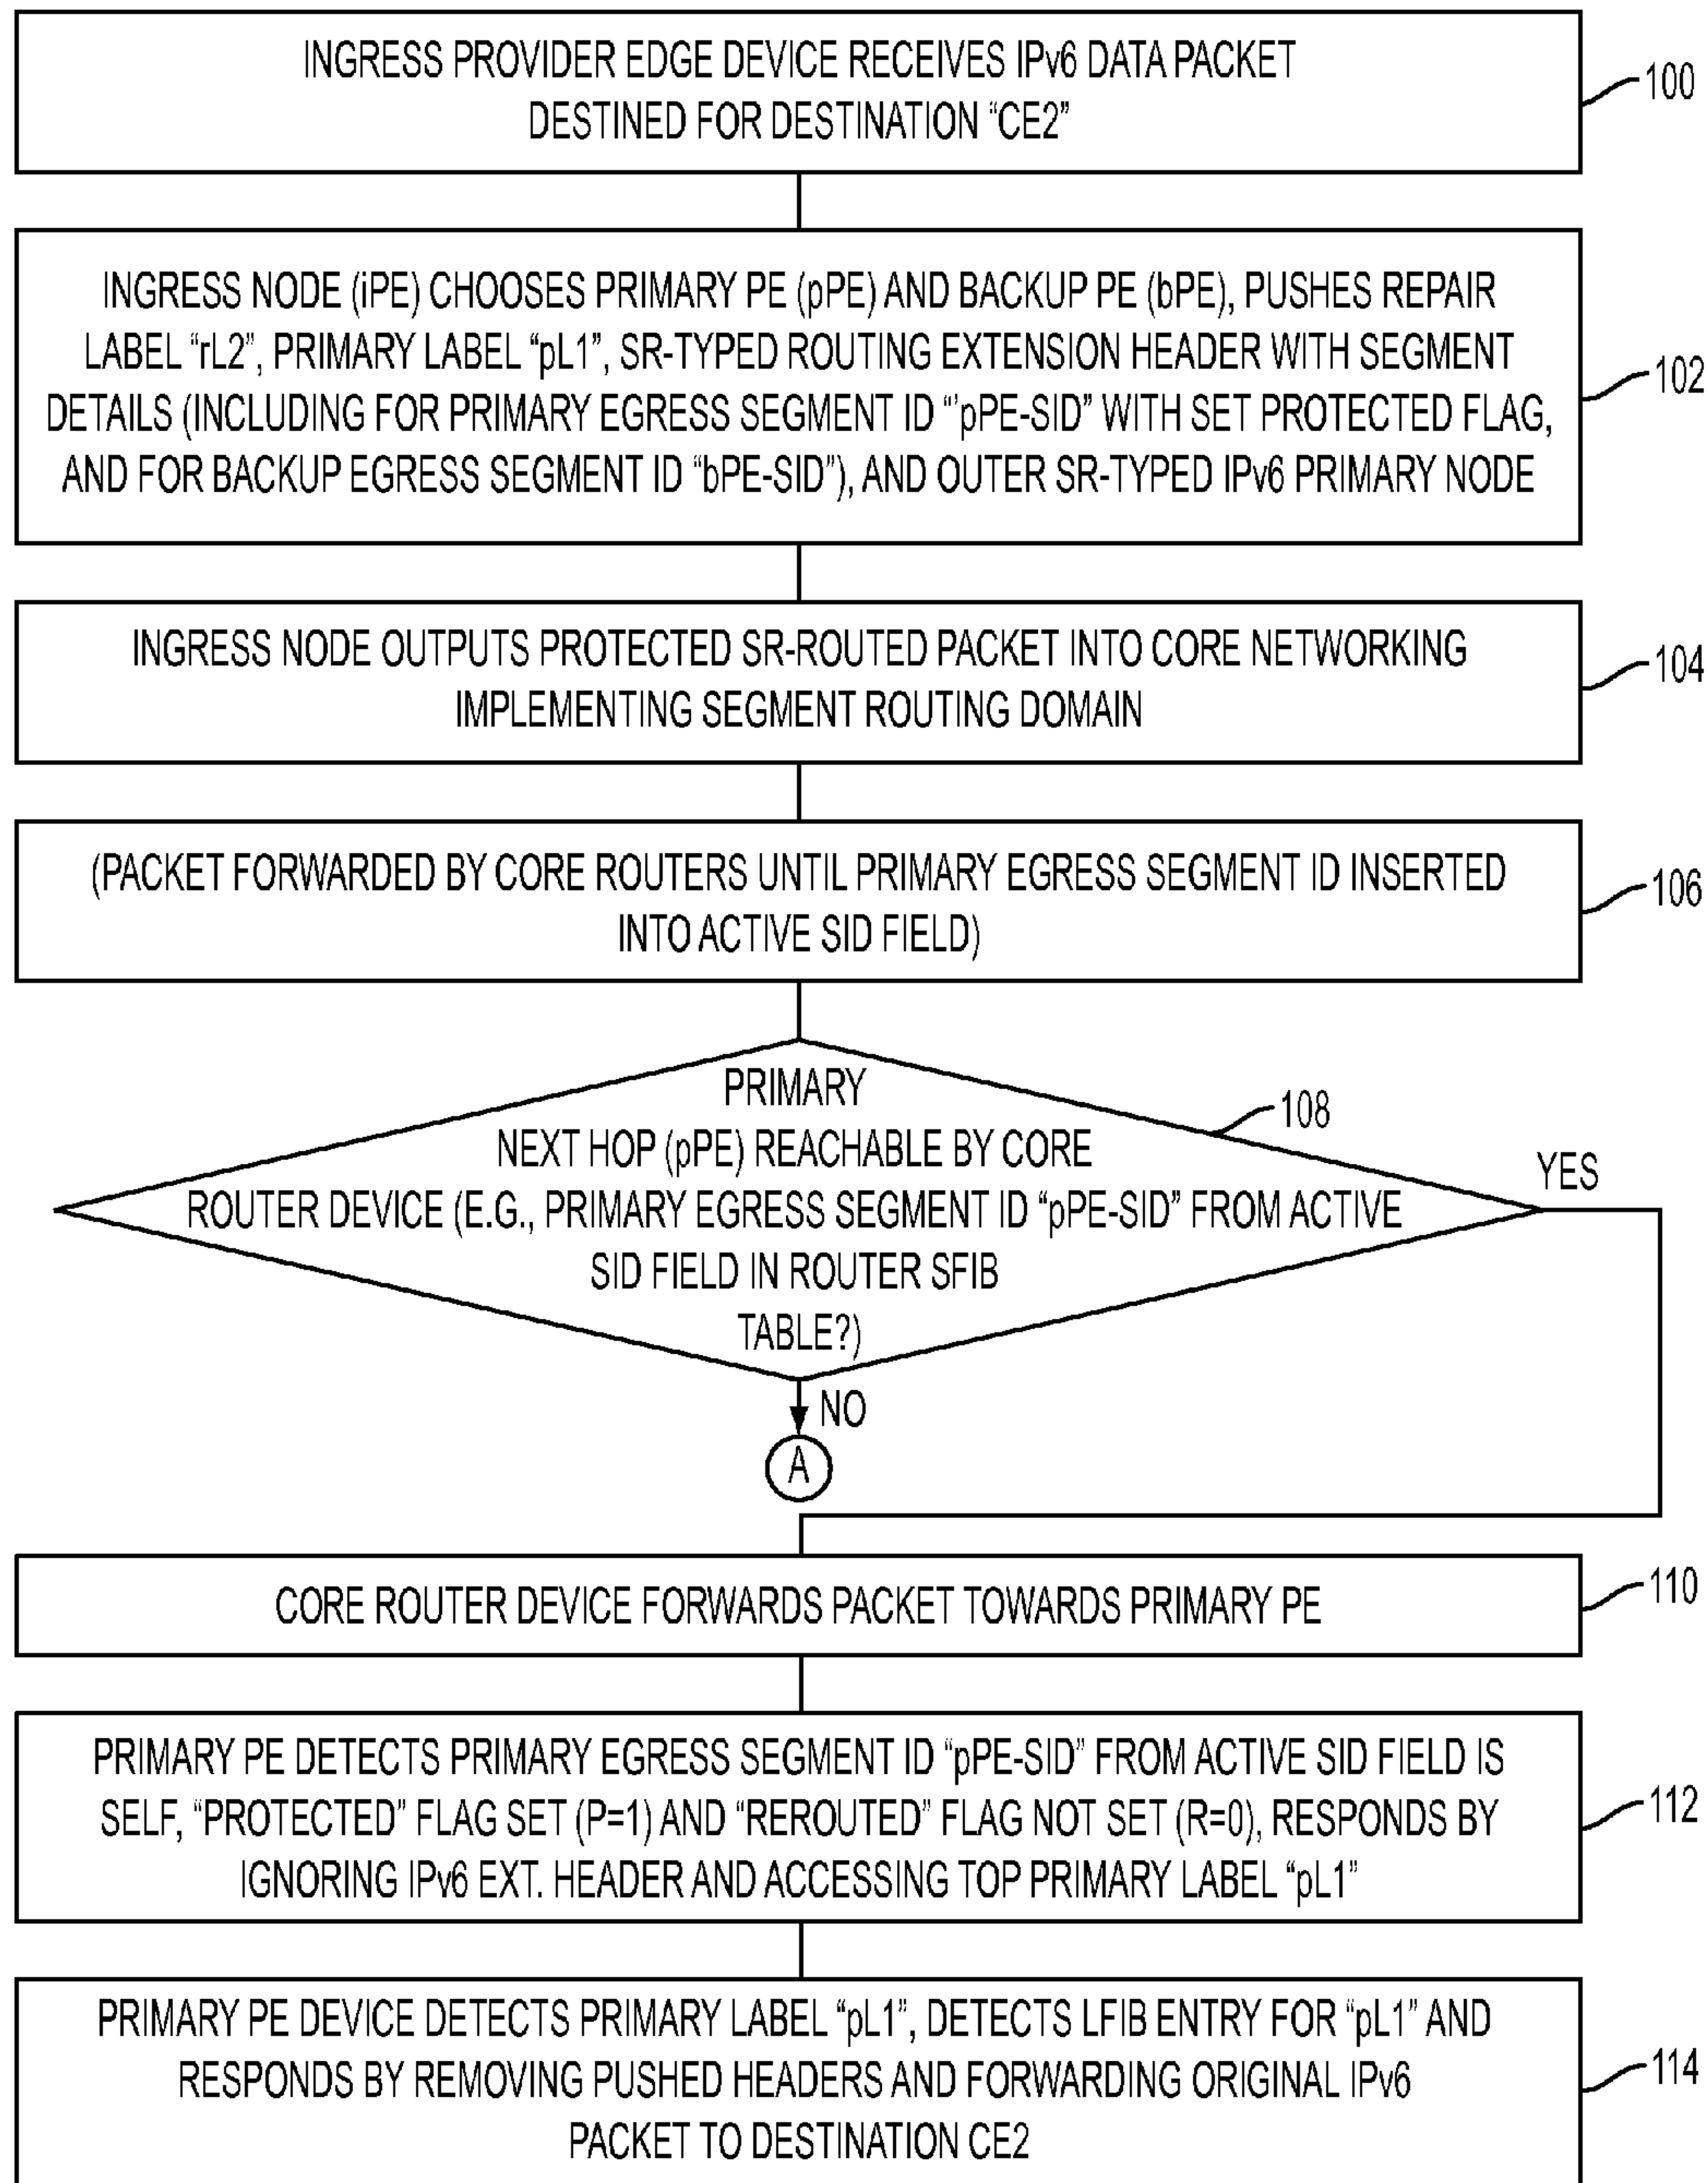 INGRESS PROVIDER EDGE DEVICE RECEIVES IPv6 DATA PACKET
DESTINED FOR DESTINATION “CE2”
100
INGRESS NODE (iPE) CHOOSES PRIMARY PE (pPE) AND BACKUP PE (bPE), PUSHES REPAIR
LABEL “rL2”, PRIMARY LABEL “pL1”, SR-TYPED ROUTING EXTENSION HEADER WITH SEGMENT
DETAILS (INCLUDING FOR PRIMARY EGRESS SEGMENT ID “’pPE-SID” WITH SET PROTECTED FLAG,
AND FOR BACKUP EGRESS SEGMENT ID “bPE-SID”), AND OUTER SR-TYPED IPv6 PRIMARY NODE
102
INGRESS NODE OUTPUTS PROTECTED SR-ROUTED PACKET INTO CORE NETWORKING
IMPLEMENTING SEGMENT ROUTING DOMAIN
104
(PACKET FORWARDED BY CORE ROUTERS UNTIL PRIMARY EGRESS SEGMENT ID INSERTED
INTO ACTIVE SID FIELD)
106
PRIMARY
NEXT HOP (pPE) REACHABLE BY CORE
ROUTER DEVICE (E.G., PRIMARY EGRESS SEGMENT ID “pPE-SID” FROM ACTIVE
SID FIELD IN ROUTER SFIB
TABLE?)
108
YES
NO
A
CORE ROUTER DEVICE FORWARDS PACKET TOWARDS PRIMARY PE
110
PRIMARY PE DETECTS PRIMARY EGRESS SEGMENT ID “pPE-SID” FROM ACTIVE SID FIELD IS
SELF, “PROTECTED” FLAG SET (P=1) AND “REROUTED” FLAG NOT SET (R=0), RESPONDS BY
IGNORING IPv6 EXT. HEADER AND ACCESSING TOP PRIMARY LABEL “pL1”
112
PRIMARY PE DEVICE DETECTS PRIMARY LABEL “pL1”, DETECTS LFIB ENTRY FOR “pL1” AND
RESPONDS BY REMOVING PUSHED HEADERS AND FORWARDING ORIGINAL IPv6
PACKET TO DESTINATION CE2
114